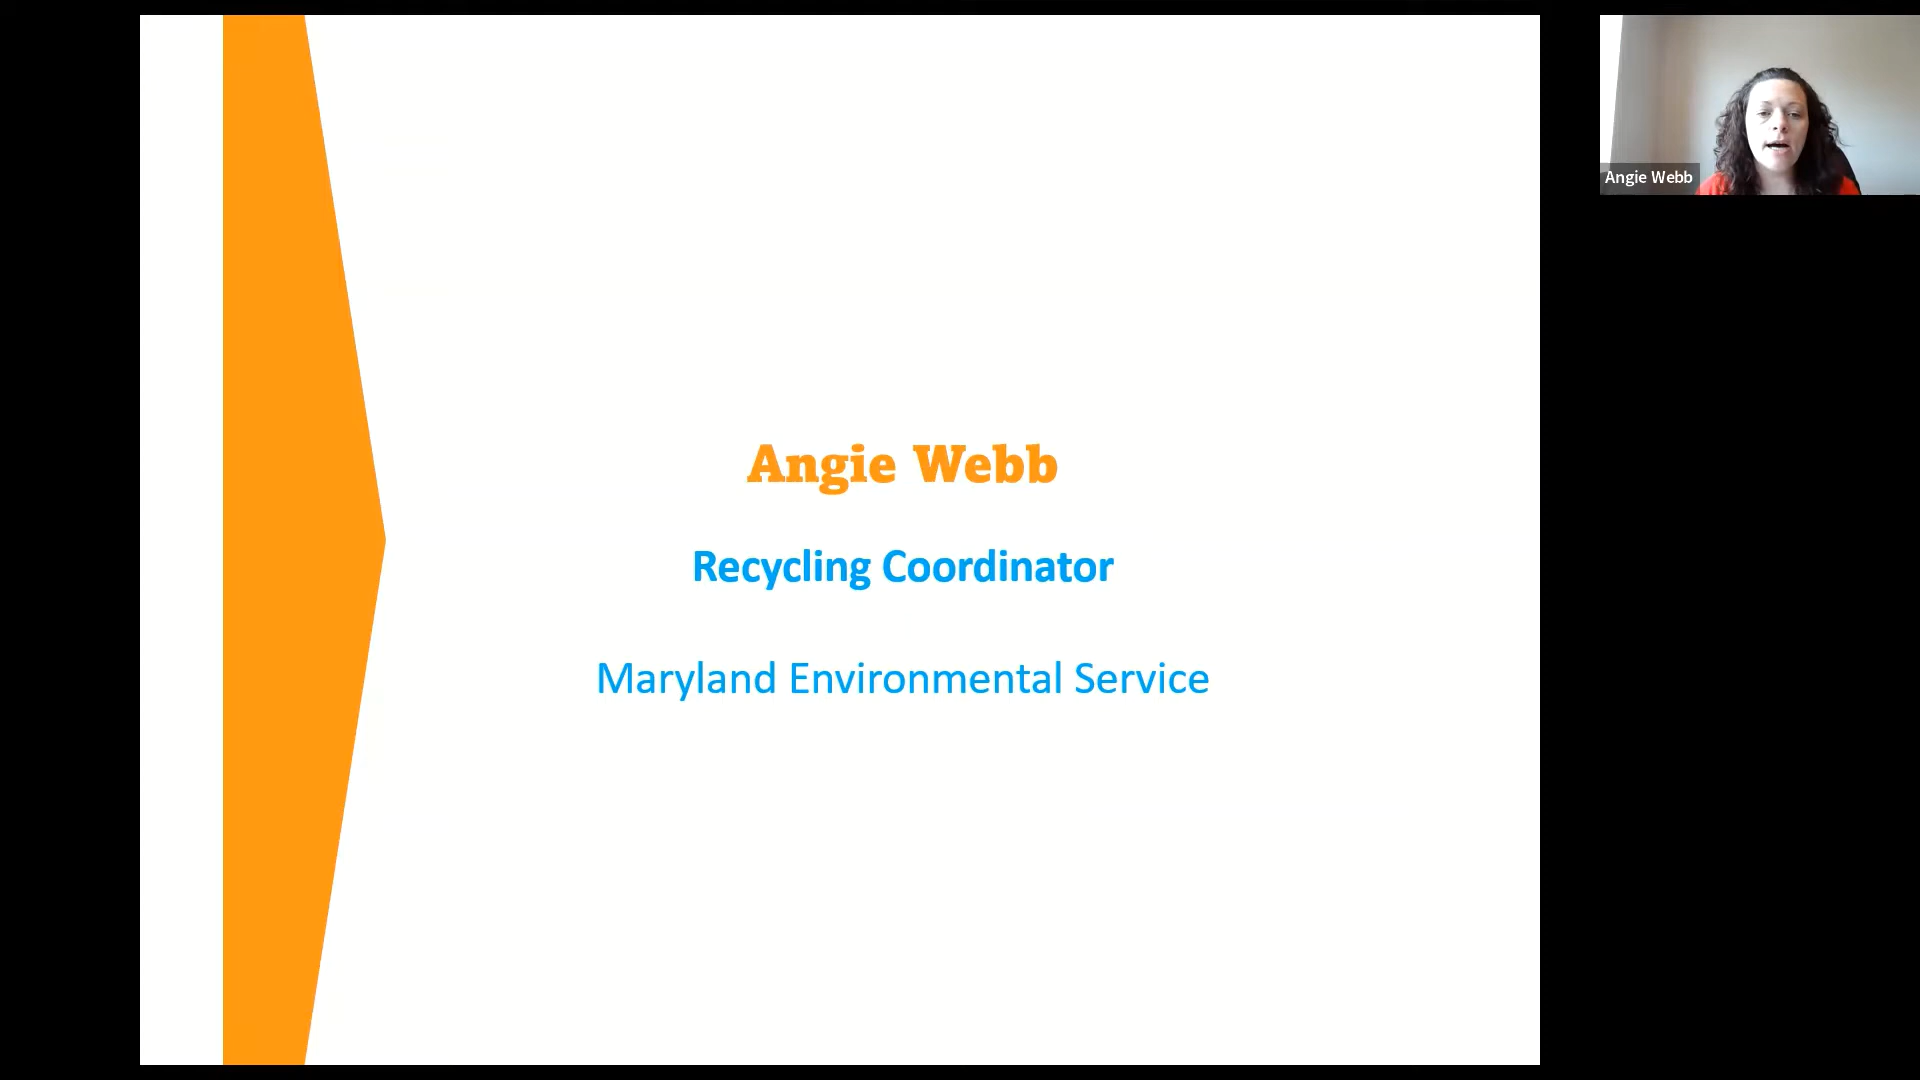 Angie Webb
Recycling Coordinator
Maryland Environmental Service
Angie Webb